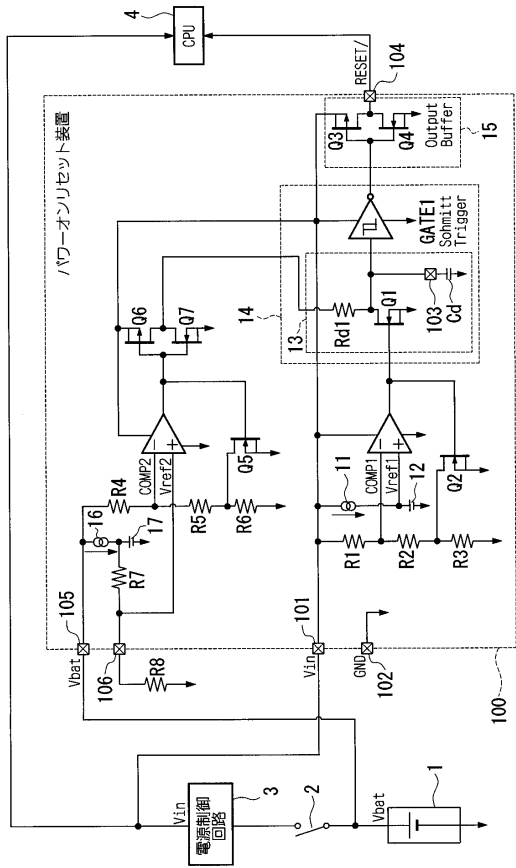 パワーオンリセット装置
4
CPU
RESET/
104
Q3
Q4
Output
Buffer
15
GATE1
Sohmitt
Trigger
14
13
Rd1
Q1
103
Cd
Q6
Q7
COMP2
Vref2
Q5
R4
R5
R6
16
17
R7
105
Vbat
106
R8
COMP1
Vref1
Q2
11
12
R1
R2
R3
101
Vin
GND
102
100
Vin
電源制御
回路
3
2
Vbat
1